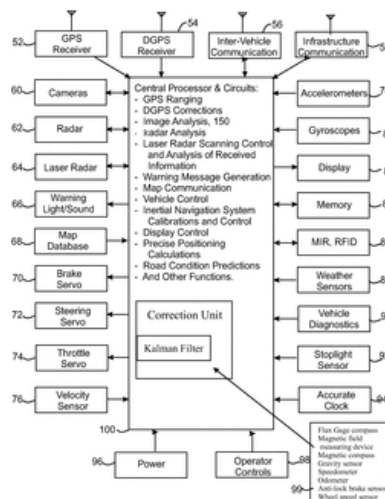 52
GPS
Receiver
54
DGPS
Receiver
56
Inter-Vehicle
Communication
Infrastructure
Communication
60
Cameras
62
Radar
64
Laser Radar
66
Warning
Light/Sound
68
Map
Database
70
Brake
Servo
72
Steering
Servo
74
Throttle
Servo
76
Velocity
Sensor
Central Processor & Circuits:
- GPS Ranging
- DGPS Corrections
- Image Analysis, 150
- Radar Analysis
- Laser Radar Scanning Control
and Analysis of Received
Information
- Warning Message Generation
- Map Communication
- Vehicle Control
- Inertial Navigation System
Calibrations and Control
- Display Control
- Precise Positioning
Calculations
- Road Condition Predictions
- And Other Functions.
Correction Unit
Kalman Filter
Accelerometers
Gyroscopes
Display
Memory
MIR, RFID
Weather
Sensors
Vehicle
Diagnostics
Stoplight
Sensor
Accurate
Clock
100
96
Power
Operator
Controls
98
99
Flux Gage compass
Magnetic field
measuring device
Magnetic compass
Gravity sensor
Speedometer
Odometer
Anti-lock brake sensor
Wheel speed sensor